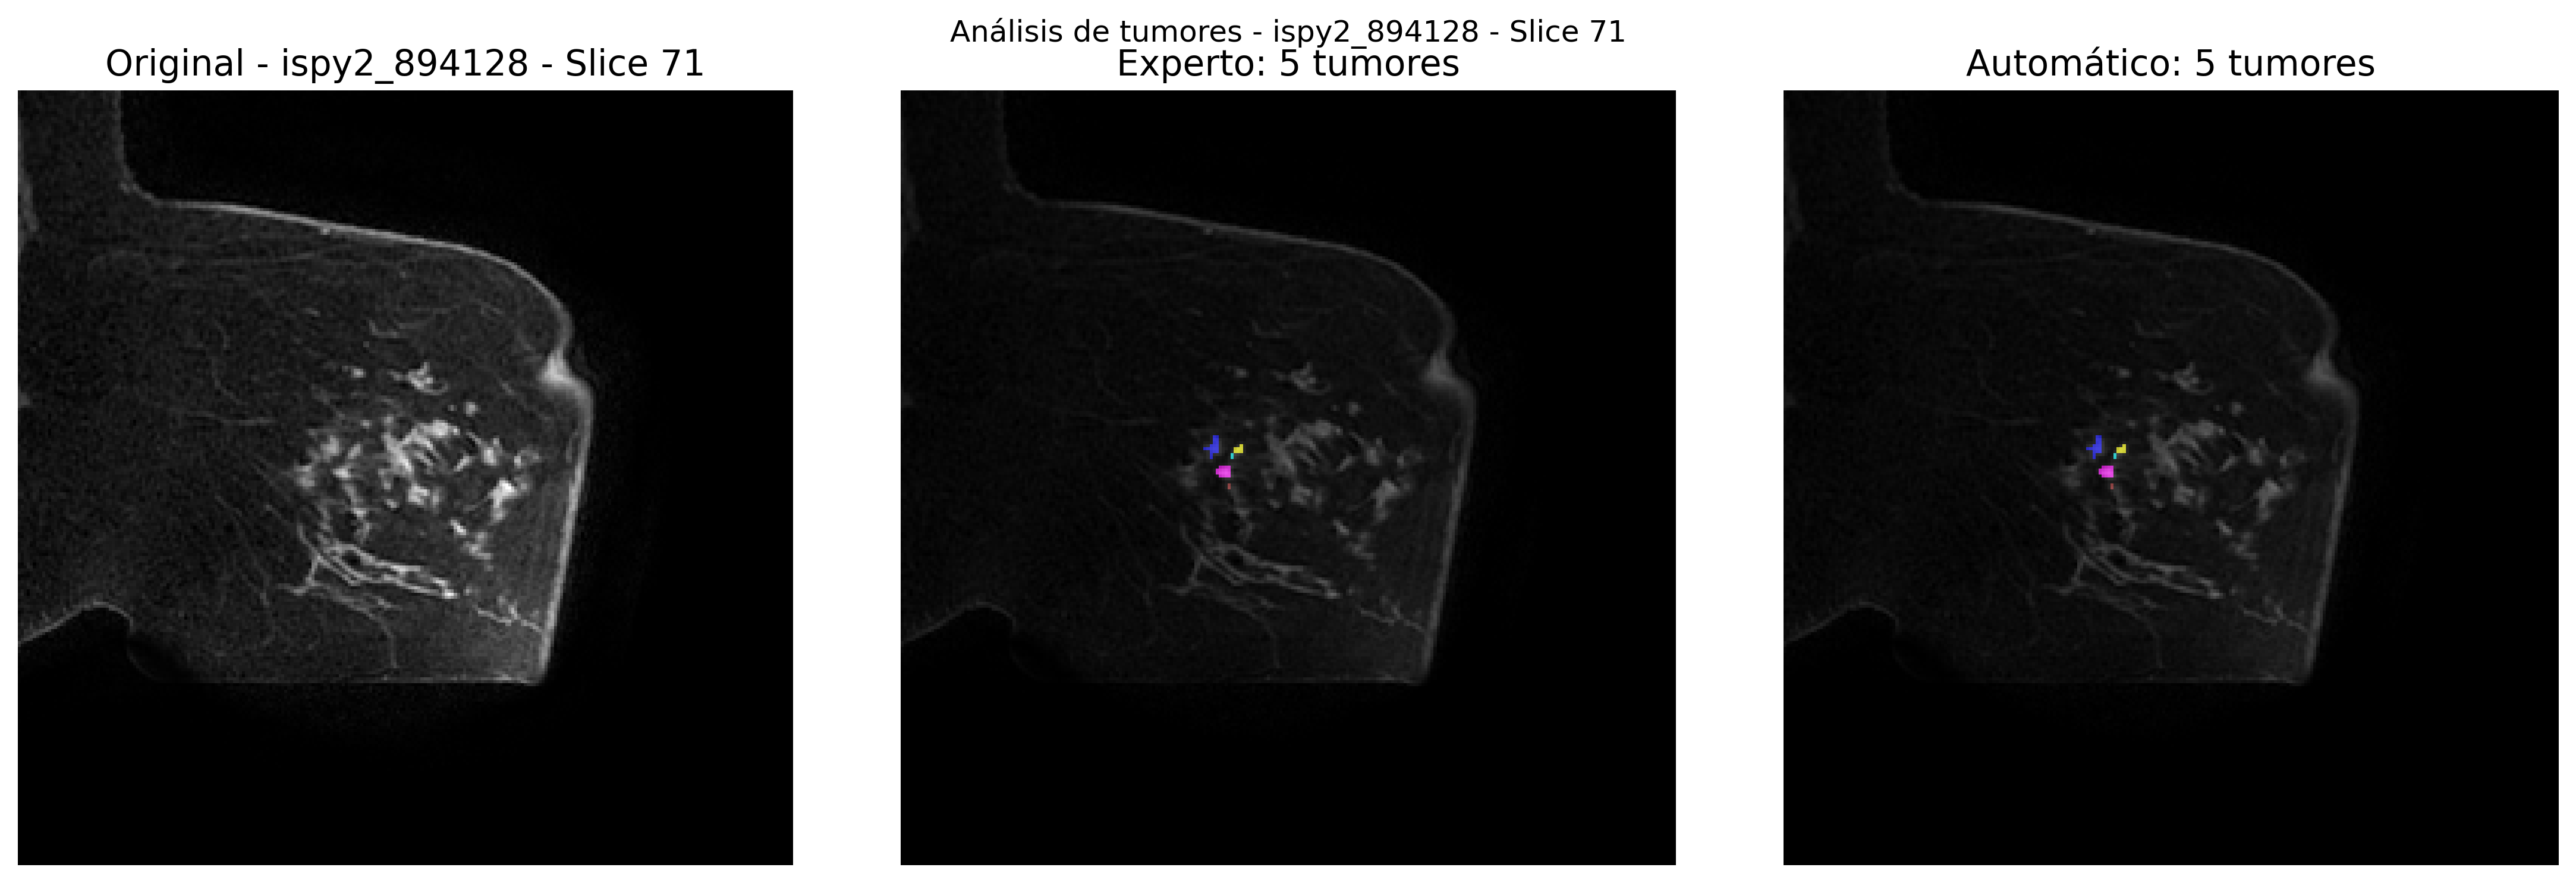 Análisis de tumores - ispy2_894128 - Slice 71
Original - ispy2_894128 - Slice 71
Experto: 5 tumores
Automático: 5 tumores